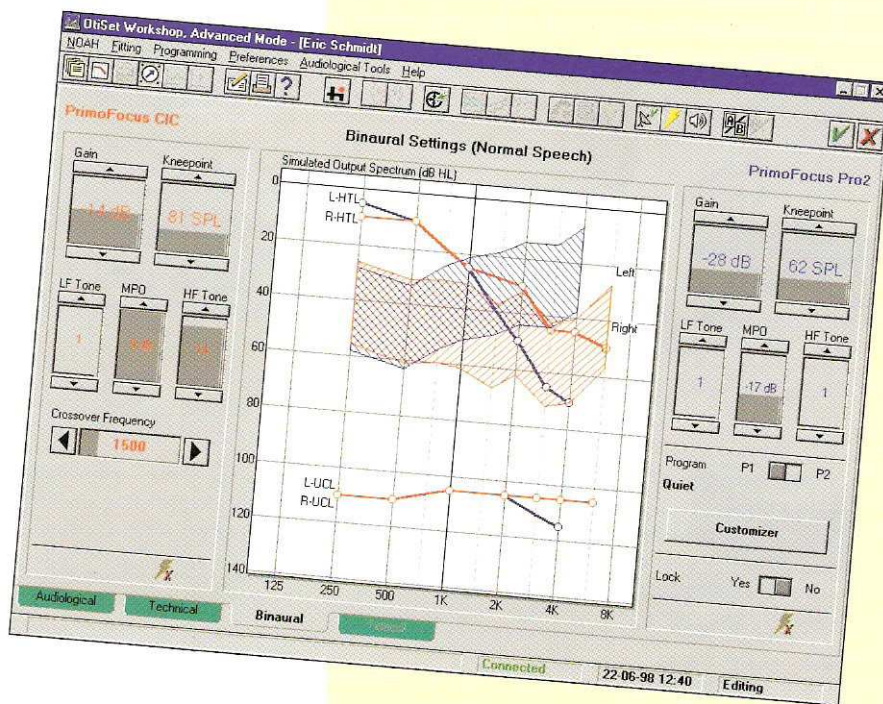 OtiSet Workshop, Advanced Mode - [Eric Schmidt]
NOAH Fitting Programming Preferences Audiological Tools Help
PrimoFocus CIC
Binaural Settings (Normal Speech)
PrimoFocus Pro2
Gain Kneepoint
-14 dB 81 SPL
LF Tone MPO HF Tone
1
Crossover Frequency
1500
Simulated Output Spectrum (dB HL)
0
20
40
60
80
100
120
140
L-HTL
R-HTL
Left
Right
L-UCL
R-UCL
125 250 500 1K 2K 4K 8K
Gain Kneepoint
-28 dB 62 SPL
LF Tone MPO HF Tone
1 -17 dB 1
Program P1 P2
Quiet
Customizer
Lock Yes No
Audiological Technical Binaural
Connected 22-06-98 12:40 Editing